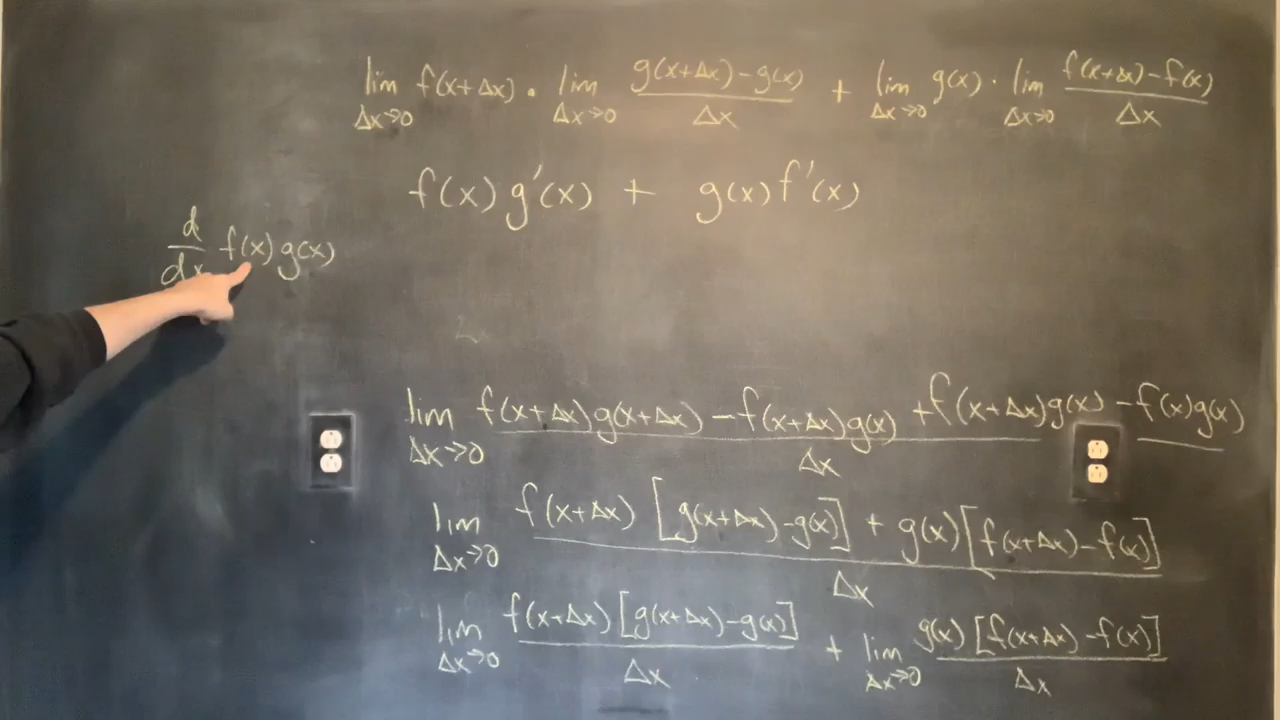 lim Δx→0 f(x+Δx) · lim Δx→0 (g(x+Δx)-g(x))/Δx + lim Δx→0 g(x) · lim Δx→0 (f(x+Δx)-f(x))/Δx
f(x)g'(x) + g(x)f'(x)
d/dx f(x)g(x)
lim Δx→0 (f(x+Δx)g(x+Δx) - f(x+Δx)g(x) + f(x+Δx)g(x) - f(x)g(x))/Δx
lim Δx→0 (f(x+Δx)[g(x+Δx)-g(x)] + g(x)[f(x+Δx)-f(x)])/Δx
lim Δx→0 f(x+Δx)[g(x+Δx)-g(x)]/Δx + lim Δx→0 g(x)[f(x+Δx)-f(x)]/Δx